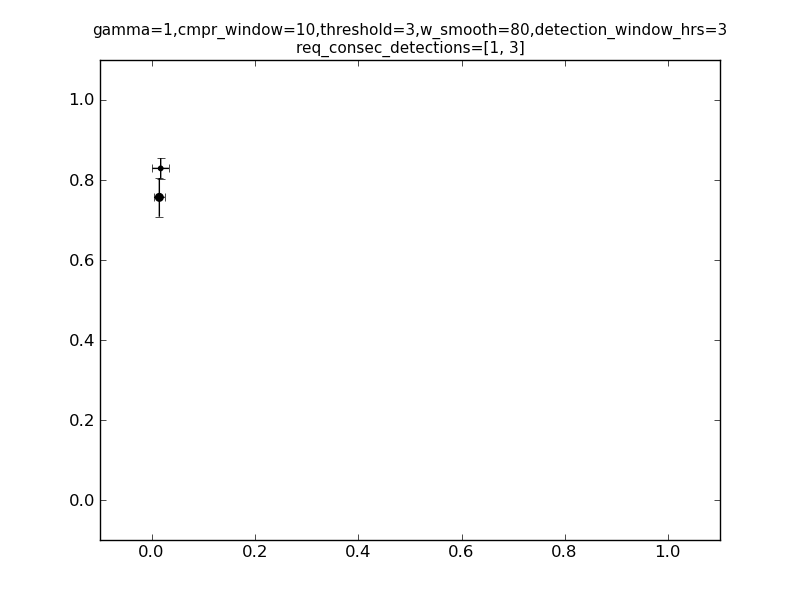 gamma=1,cmpr_window=10,threshold=3,w_smooth=80,detection_window_hrs=3
req_consec_detections=[1, 3]
1.0
0.8
0.6
0.4
0.2
0.0
0.0 0.2 0.4 0.6 0.8 1.0